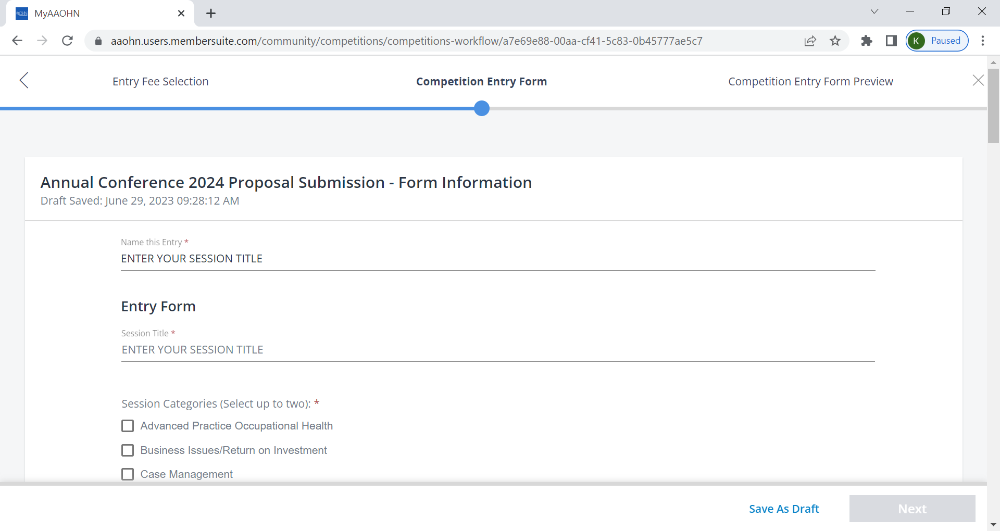 MyAAOHN
aaohn.users.membersuite.com/community/competitions/competitions-workflow/a7e69e88-00aa-cf41-5c83-0b45777ae5c7
K
Paused
Entry Fee Selection
Competition Entry Form
Competition Entry Form Preview
Annual Conference 2024 Proposal Submission - Form Information
Draft Saved: June 29, 2023 09:28:12 AM
Name this Entry *
ENTER YOUR SESSION TITLE
Entry Form
Session Title *
ENTER YOUR SESSION TITLE
Session Categories (Select up to two): *
Advanced Practice Occupational Health
Business Issues/Return on Investment
Case Management
Save As Draft
Next